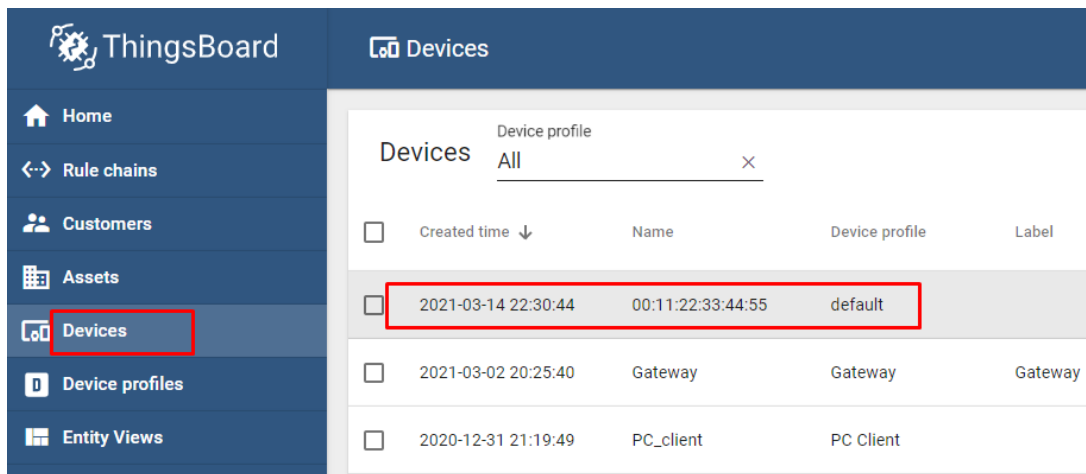 ThingsBoard
Devices
Home
Rule chains
Customers
Assets
Devices
D Device profiles
Entity Views
Devices
Device profile
All
Created time Name Device profile Label
2021-03-14 22:30:44 00:11:22:33:44:55 default
2021-03-02 20:25:40 Gateway Gateway Gateway
2020-12-31 21:19:49 PC_client PC Client